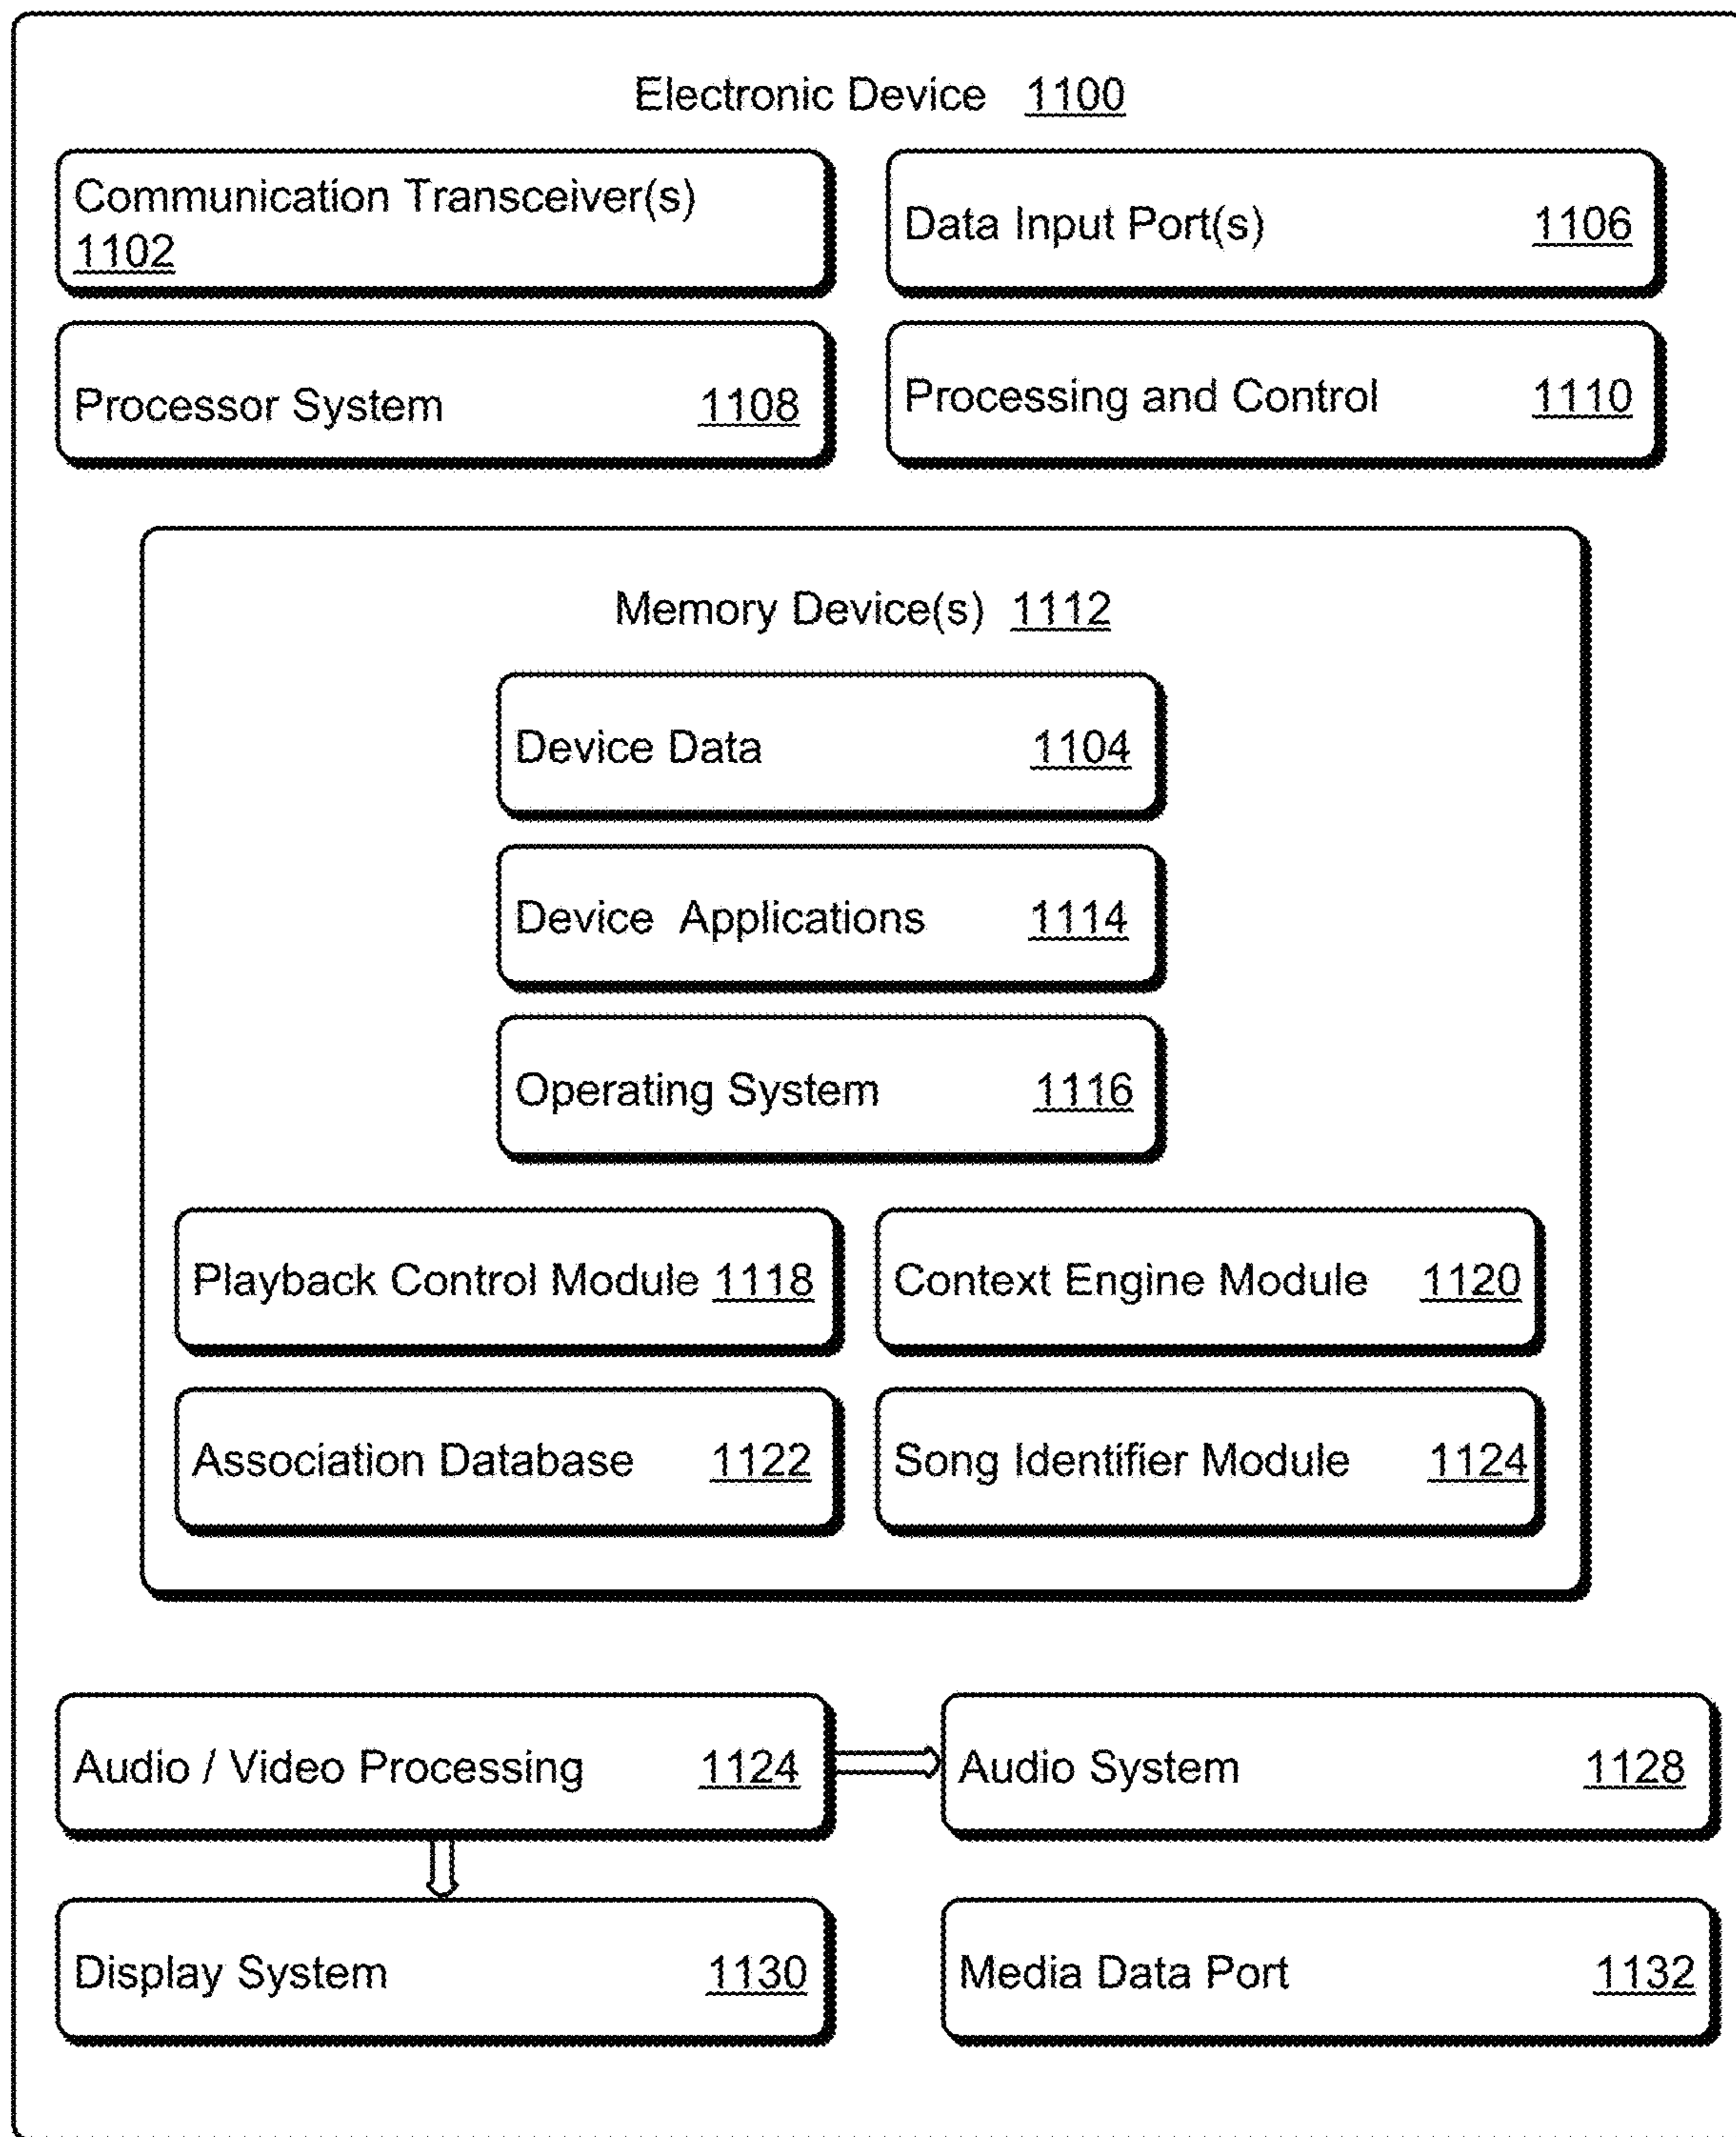 Electronic Device 1100
Communication Transceiver(s)
1102
Data Input Port(s) 1106
Processor System 1108
Processing and Control 1110
Memory Device(s) 1112
Device Data 1104
Device Applications 1114
Operating System 1116
Playback Control Module 1118
Context Engine Module 1120
Association Database 1122
Song Identifier Module 1124
Audio / Video Processing 1124
Audio System 1128
Display System 1130
Media Data Port 1132